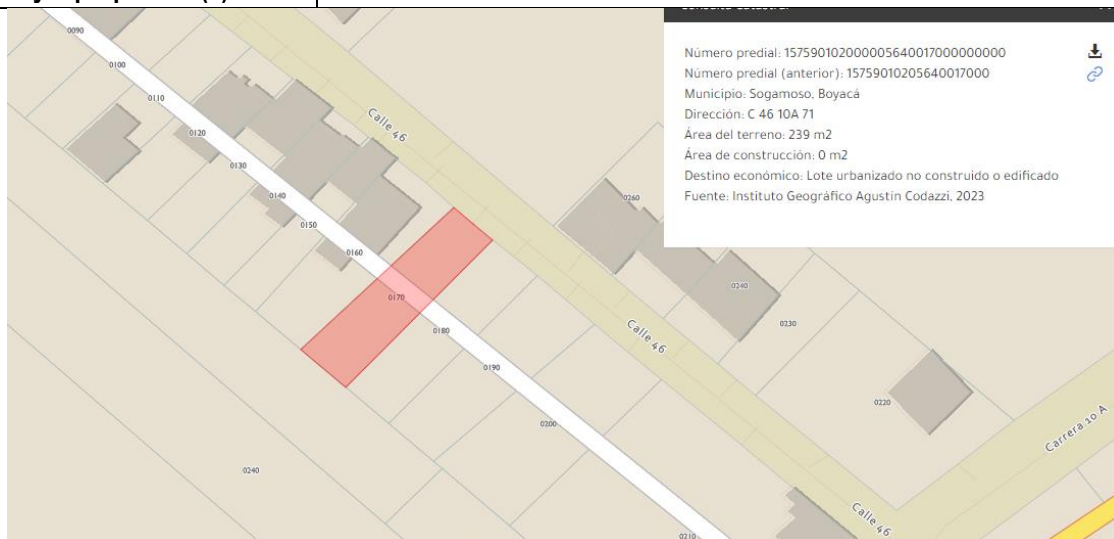 Número predial: 157590102000005640017000000000
Número predial (anterior): 15759010205640017000
Municipio: Sogamoso, Boyacá
Dirección: C 46 10A 71
Área del terreno: 239 m2
Área de construcción: 0 m2
Destino económico: Lote urbanizado no construido o edificado
Fuente: Instituto Geográfico Agustín Codazzi, 2023
0090
0100
0110
0120
0130
0140
0150
0160
0170
0180
0190
0200
0210
Calle 46
0260
0240
0230
Calle 46
0220
Carrera 10 A
0240
Calle 46